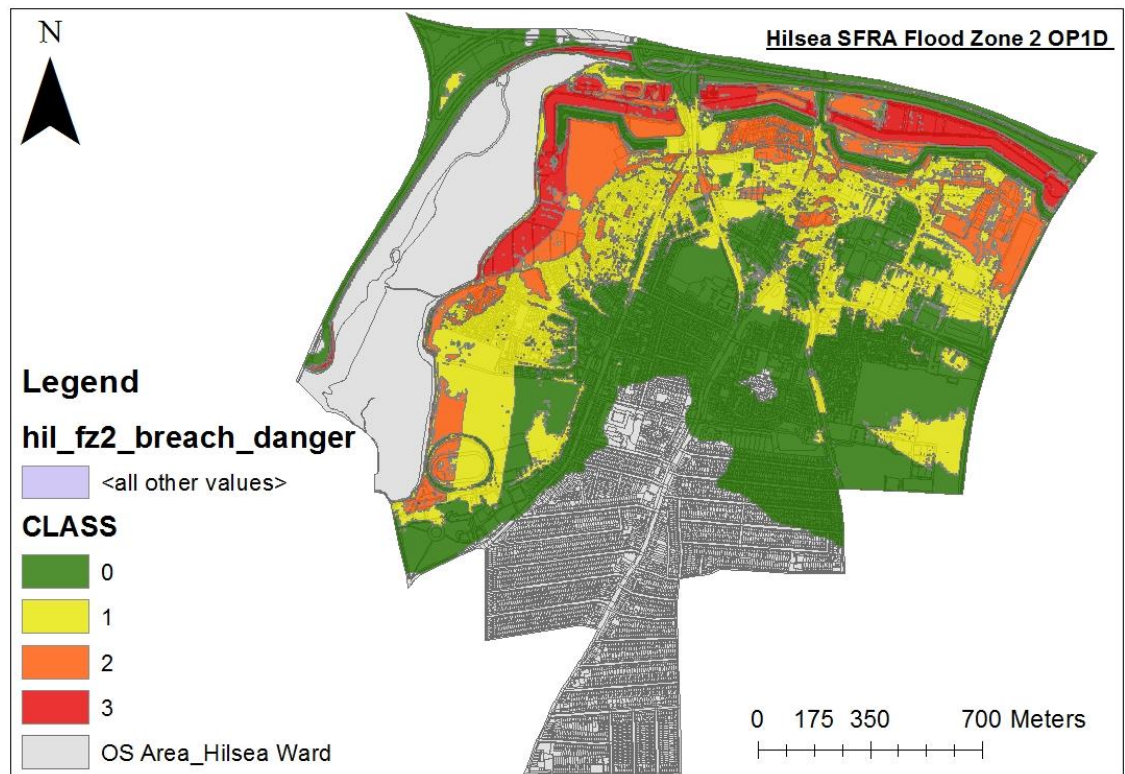 N
Hilsea SFRA Flood Zone 2 OP1D
Legend
hil_fz2_breach_danger
<all other values>
CLASS
0
1
2
3
OS Area_Hilsea Ward
0 175 350 700 Meters